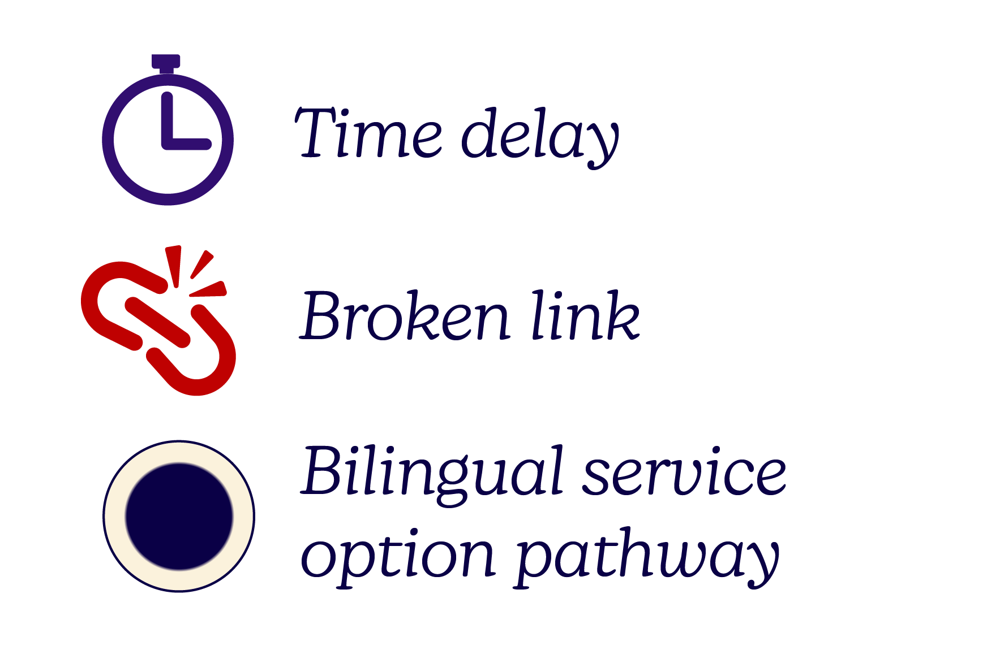 Time delay
Broken link
Bilingual service
option pathway